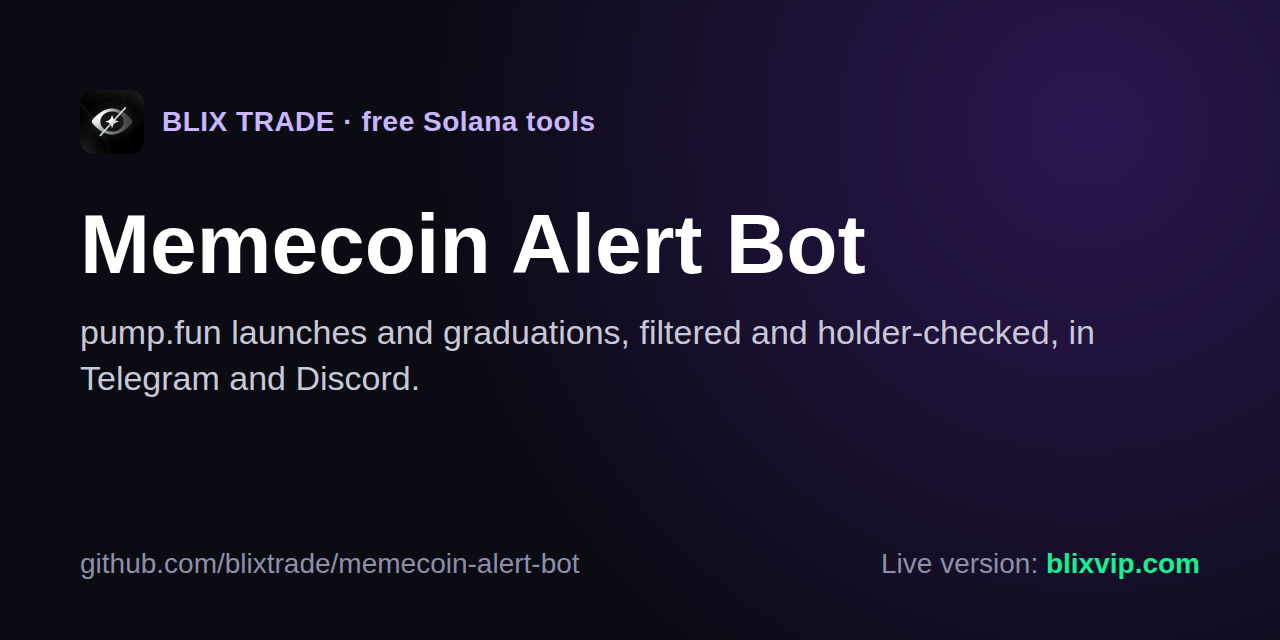 BLIX TRADE · free Solana tools
Memecoin Alert Bot
pump.fun launches and graduations, filtered and holder-checked, in
Telegram and Discord.
github.com/blixtrade/memecoin-alert-bot
Live version: blixvip.com